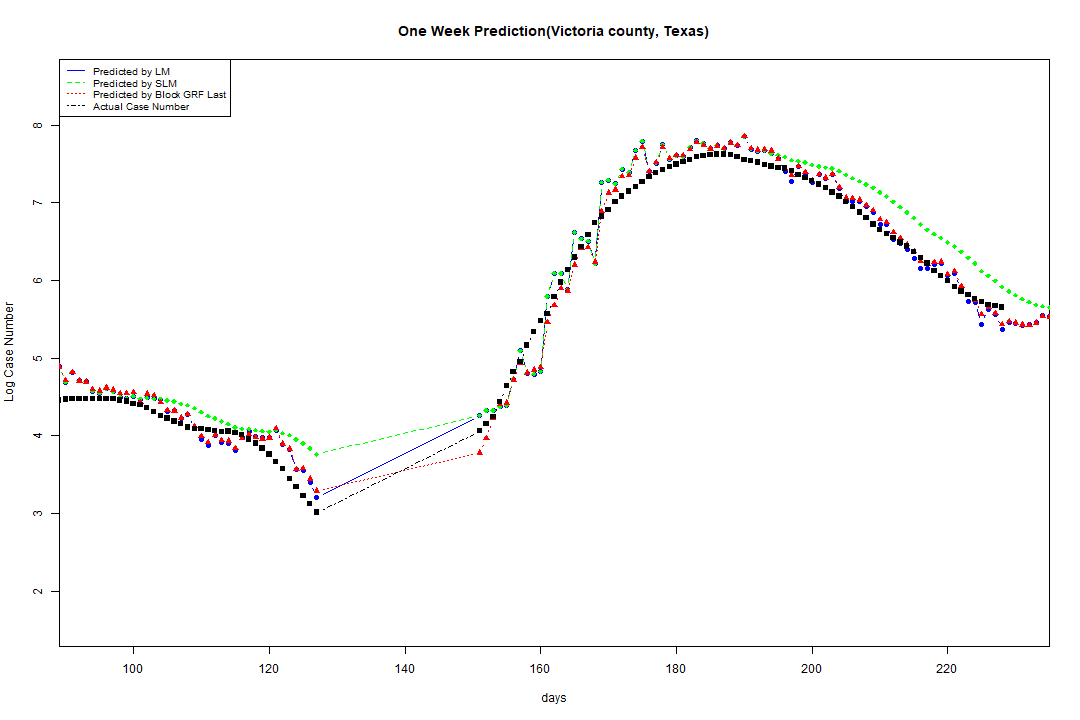 One Week Prediction(Victoria county, Texas)
Predicted by LM
Predicted by SLM
Predicted by Block GRF Last
Actual Case Number
Log Case Number
8
7
6
5
4
3
2
100 120 140 160 180 200 220
days